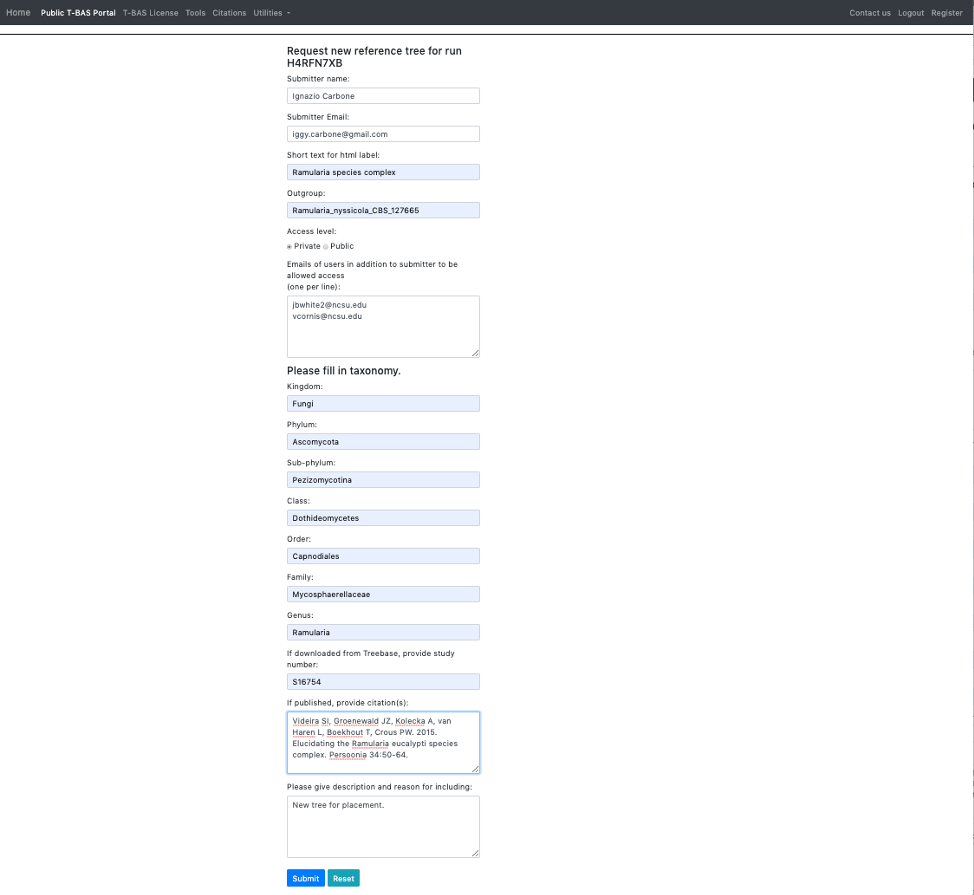 Home Public T-BAS Portal T-BAS License Tools Citations Utilities Contact us Logout Register
Request new reference tree for run
H4RFN7XB
Submitter name:
Ignazio Carbone
Submitter Email:
iggy.carbone@gmail.com
Short text for html label:
Ramularia species complex
Outgroup:
Ramularia_nyssicola_CBS_127665
Access level:
Private Public
Emails of users in addition to submitter to be
allowed access
(one per line):
jbwhite2@ncsu.edu
vcornis@ncsu.edu
Please fill in taxonomy.
Kingdom:
Fungi
Phylum:
Ascomycota
Sub-phylum:
Pezizomycotina
Class:
Dothideomycetes
Order:
Capnodiales
Family:
Mycosphaerellaceae
Genus:
Ramularia
If downloaded from Treebase, provide study
number:
S16754
If published, provide citation(s):
Videira SI, Groenewald JZ, Kolecka A, van
Haren L, Boekhout T, Crous PW. 2015.
Elucidating the Ramularia eucalypti species
complex. Persoonia 34:50-64.
Please give description and reason for including:
New tree for placement.
Submit Reset